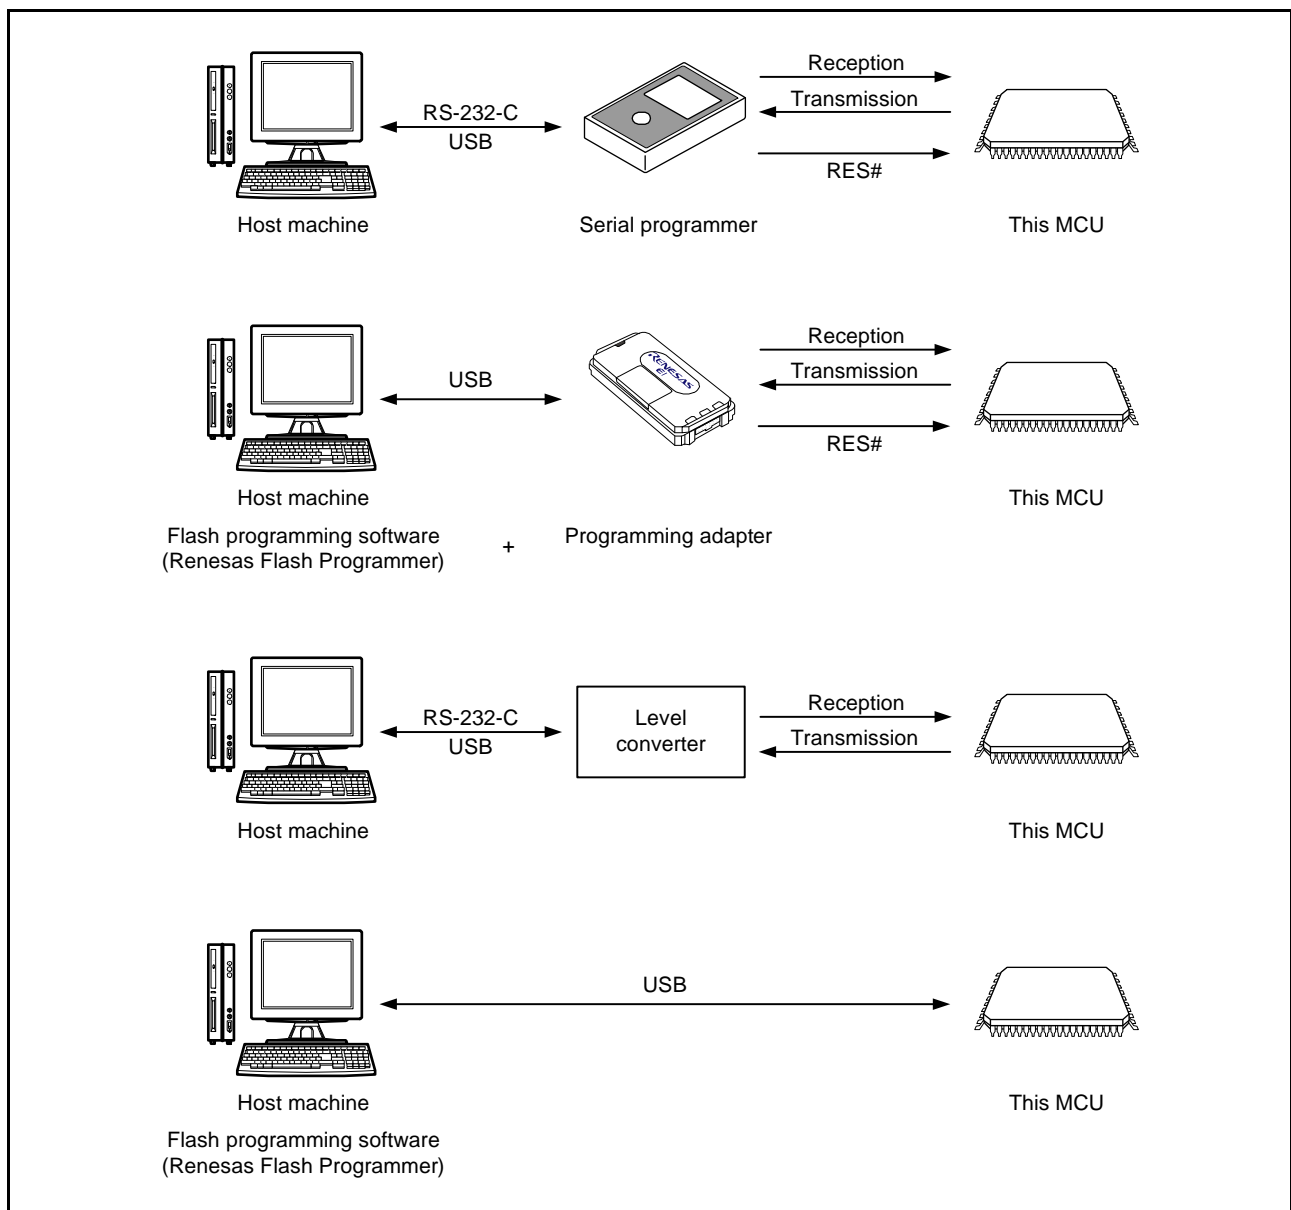 Reception
RS-232-C
Transmission
USB
RES#
Host machine
Serial programmer
This MCU
Reception
USB
Transmission
RENESAS
E1
RES#
Host machine
This MCU
Flash programming software
(Renesas Flash Programmer)
+
Programming adapter
Reception
RS-232-C
Level
converter
Transmission
USB
Host machine
This MCU
USB
Host machine
This MCU
Flash programming software
(Renesas Flash Programmer)